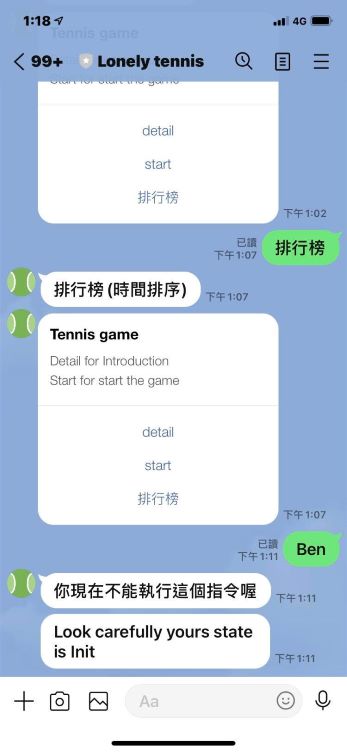 1:18
4G
Tennis game
99+
Lonely tennis
Start for start the game
detail
start
排行榜
下午1:02
已讀
下午1:07
排行榜
排行榜 (時間排序)
下午1:07
Tennis game
Detail for Introduction
Start for start the game
detail
start
排行榜
下午1:07
已讀
下午1:11
Ben
你現在不能執行這個指令喔
下午1:11
Look carefully yours state
is Init
下午1:11
Aa